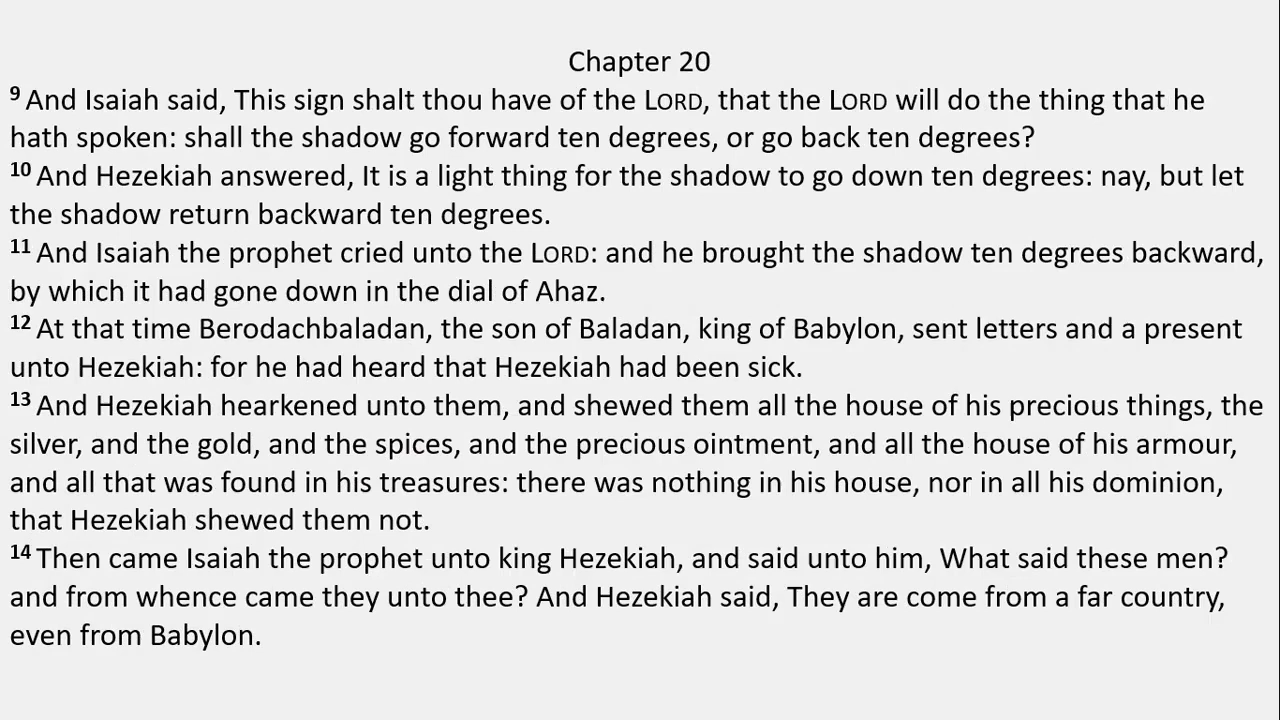 Chapter 20
9 And Isaiah said, This sign shalt thou have of the LORD, that the LORD will do the thing that he
hath spoken: shall the shadow go forward ten degrees, or go back ten degrees?
10 And Hezekiah answered, It is a light thing for the shadow to go down ten degrees: nay, but let
the shadow return backward ten degrees.
11 And Isaiah the prophet cried unto the LORD: and he brought the shadow ten degrees backward,
by which it had gone down in the dial of Ahaz.
12 At that time Berodachbaladan, the son of Baladan, king of Babylon, sent letters and a present
unto Hezekiah: for he had heard that Hezekiah had been sick.
13 And Hezekiah hearkened unto them, and shewed them all the house of his precious things, the
silver, and the gold, and the spices, and the precious ointment, and all the house of his armour,
and all that was found in his treasures: there was nothing in his house, nor in all his dominion,
that Hezekiah shewed them not.
14 Then came Isaiah the prophet unto king Hezekiah, and said unto him, What said these men?
and from whence came they unto thee? And Hezekiah said, They are come from a far country,
even from Babylon.